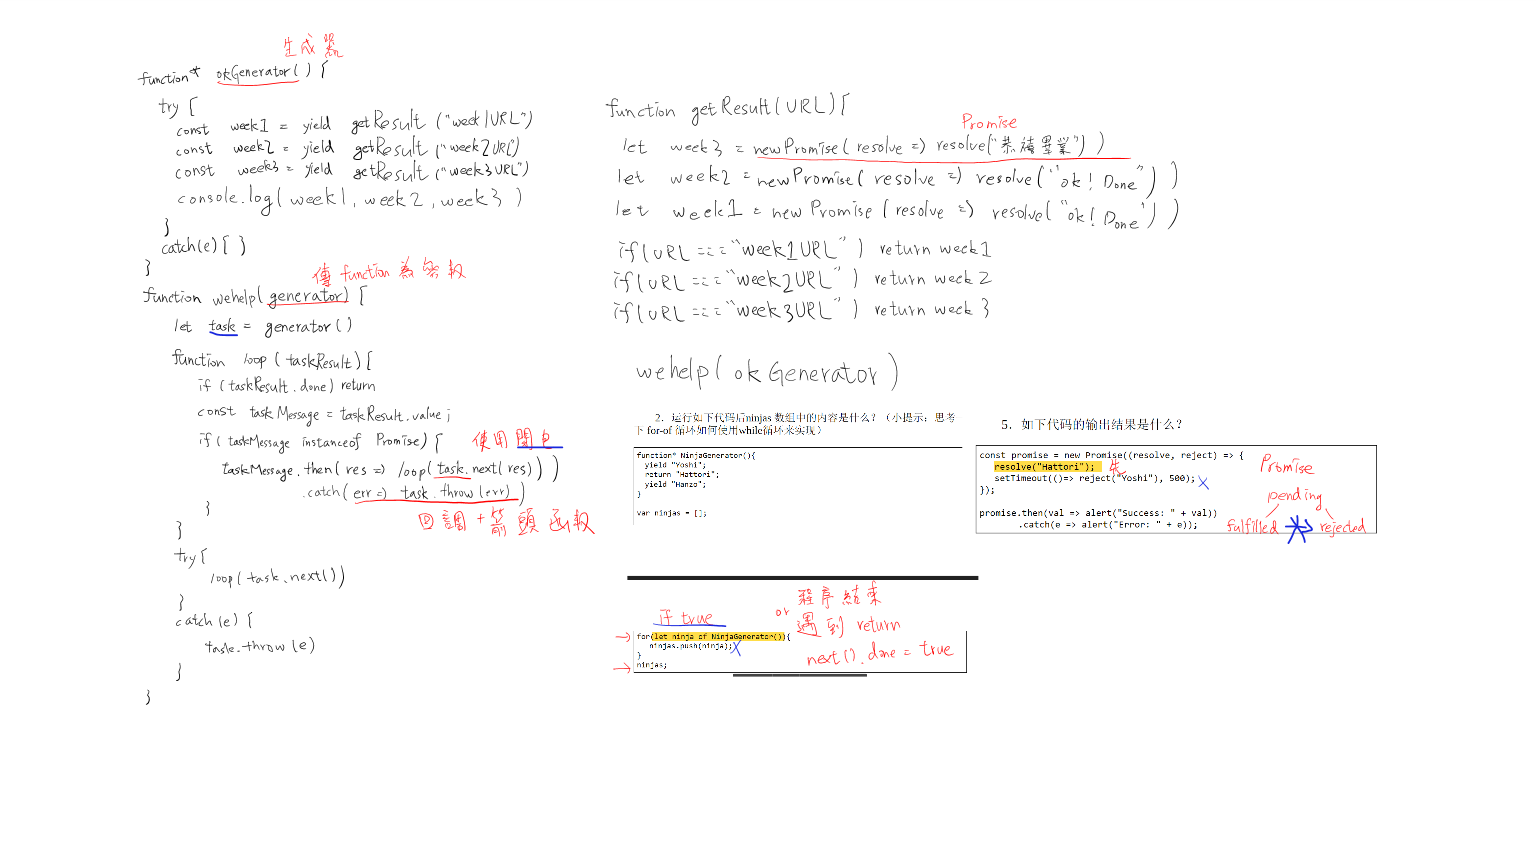 生成器
function* okGenerator() {
try {
const week1 = yield getResult ("week1URL")
const week2 = yield getResult ("week2URL")
const week3 = yield getResult ("week3URL")
console.log( week1, week2, week3 )
}
catch(e) { }
}
傳 function 為參數
function wehelp( generator) {
let task = generator()
function loop ( taskResult) {
if ( taskResult.done) return
const taskMessage = taskResult.value;
if ( taskMessage instanceof Promise) {
使用閉包
taskMessage.then( res => loop( task.next( res) ) )
.catch( err => task.throw (err) )
回調 + 箭頭函數
}
}
try {
loop( task.next())
}
catch (e) {
task.throw (e)
}
}
function getResult(URL) {
Promise
let week3 = new Promise( resolve => resolve("恭禧畢業") )
let week2 = new Promise( resolve => resolve("ok! Done") )
let week1 = new Promise ( resolve => resolve( "ok! Done") )
if ( URL === "week1URL" ) return week1
if ( URL === "week2URL" ) return week2
if ( URL === "week3URL" ) return week3
wehelp( okGenerator )
2. 运行如下代码后ninjas 数组中的内容是什么？（小提示：思考
下 for-of 循环如何使用while循环来实现）
function* NinjaGenerator(){
yield "Yoshi";
return "Hattori";
yield "Hanzo";
}
var ninjas = [];
if true
or 程序結束
遇到 return
next().done = true
for(let ninja of NinjaGenerator()){
ninjas.push(ninja);
}
ninjas;
5. 如下代码的输出结果是什么？
const promise = new Promise((resolve, reject) => {
resolve("Hattori"); 先
setTimeout(()=> reject("Yoshi"), 500);
});
promise.then(val => alert("Success: " + val))
.catch(e => alert("Error: " + e));
Promise
pending
fulfilled rejected